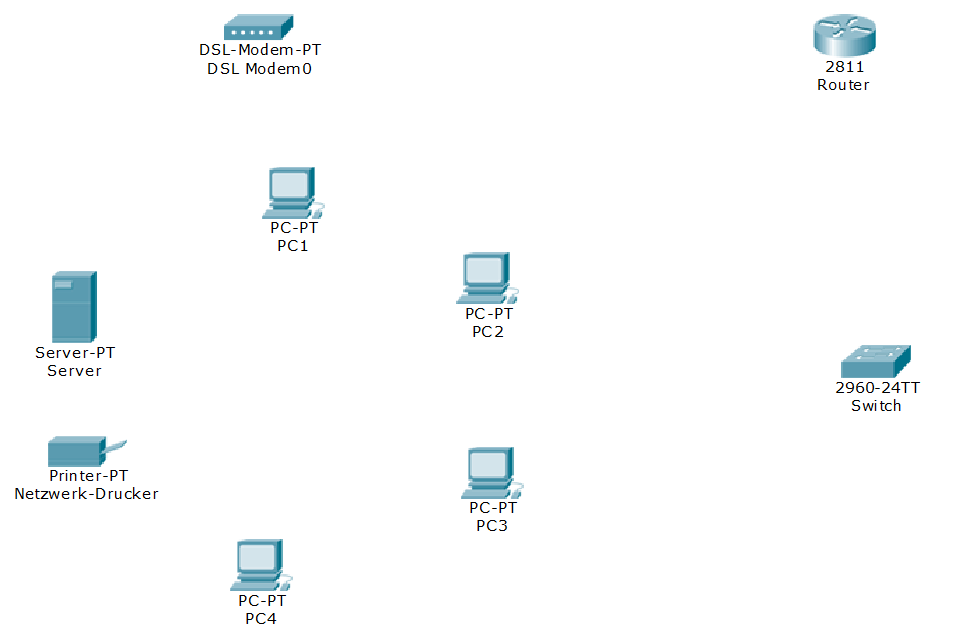 DSL-Modem-PT
DSL Modem0
2811
Router
PC-PT
PC1
PC-PT
PC2
Server-PT
Server
2960-24TT
Switch
Printer-PT
Netzwerk-Drucker
PC-PT
PC3
PC-PT
PC4